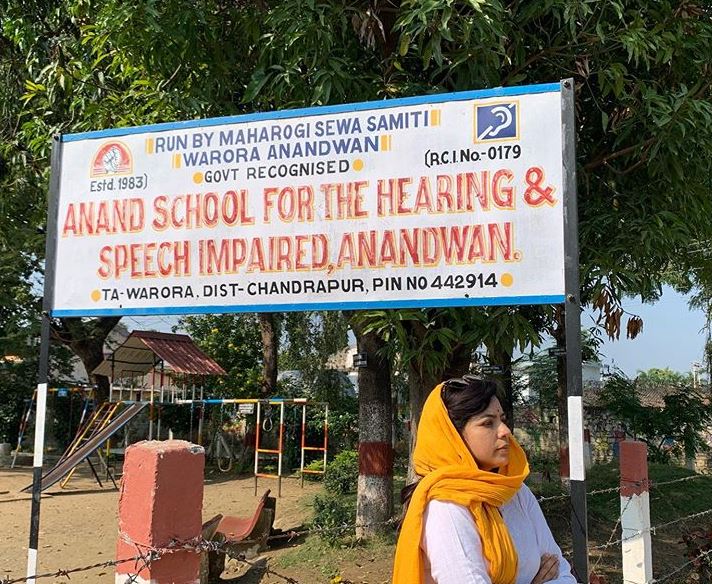 RUN BY MAHAROGI SEWA SAMITI
WARORA ANANDWAN
GOVT RECOGNISED
Estd. 1983)
(R.C.I. No.-0179
ANAND SCHOOL FOR THE HEARING &
SPEECH IMPAIRED, ANANDWAN.
TA-WARORA, DIST-CHANDRAPUR, PIN NO 442914